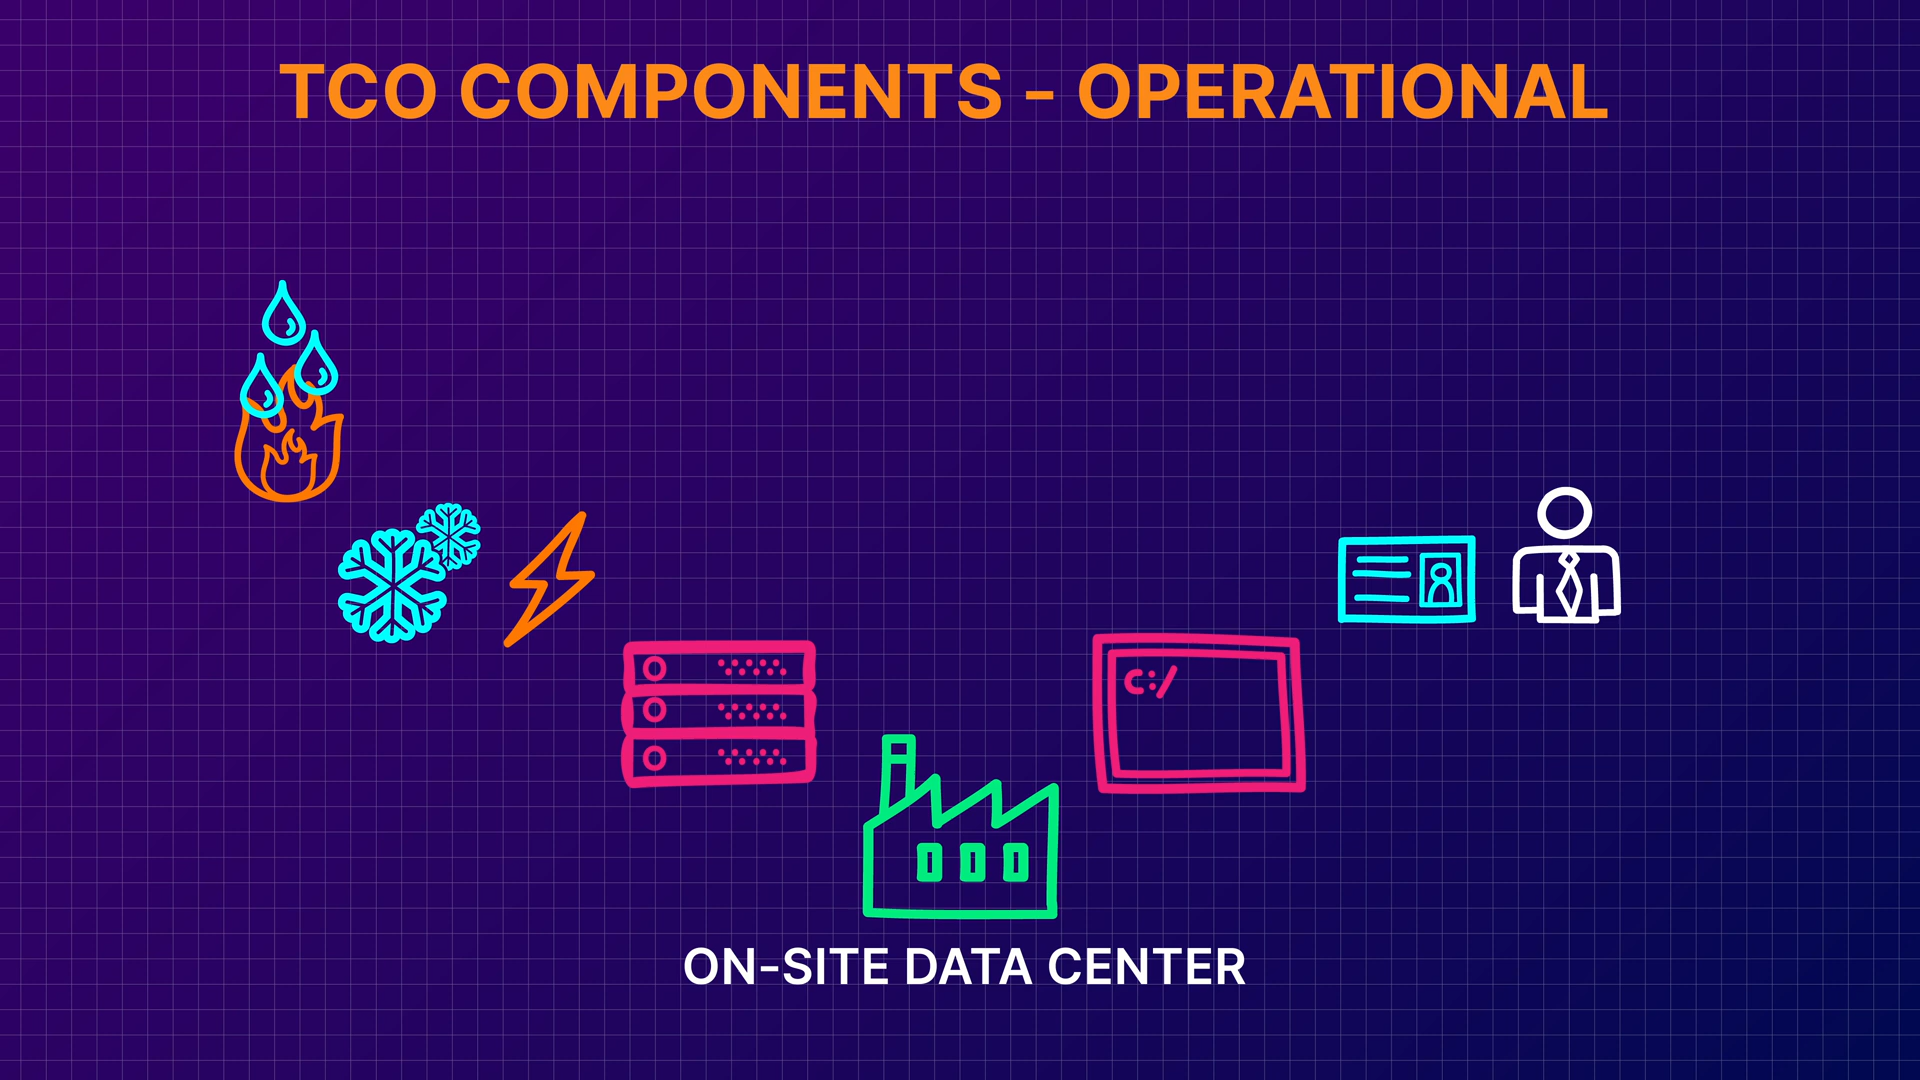 TCO COMPONENTS - OPERATIONAL
C:/
ON-SITE DATA CENTER